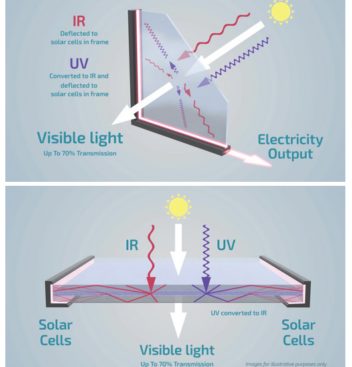 IR
Deflected to
solar cells in frame
UV
Converted to IR and
deflected to
solar cells in frame
Visible light
Up To 70% Transmission
Electricity
Output
IR
UV
UV converted to IR
Solar
Cells
Solar
Cells
Visible light
Up To 70% Transmission
Images for illustrative purposes only